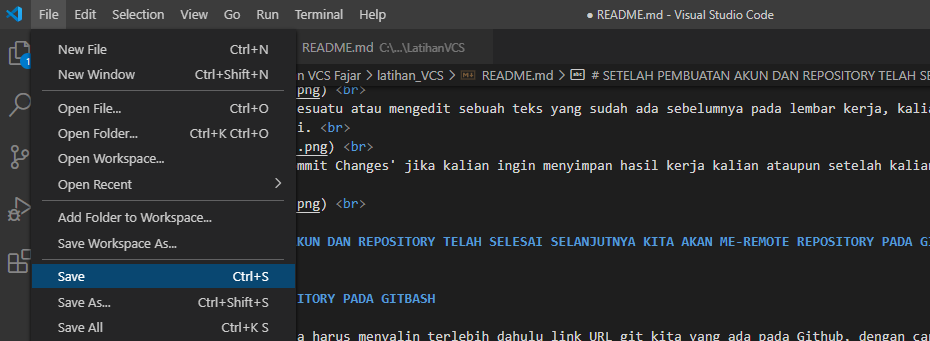 File Edit Selection View Go Run Terminal Help ● README.md - Visual Studio Code
README.md C:\...\LatihanVCS
n VCS Fajar > latihan_VCS > README.md > # SETELAH PEMBUATAN AKUN DAN REPOSITORY TELAH SE
1
New File Ctrl+N
New Window Ctrl+Shift+N
Open File... Ctrl+O
Open Folder... Ctrl+K Ctrl+O
Open Workspace...
Open Recent >
Add Folder to Workspace...
Save Workspace As...
Save Ctrl+S
Save As... Ctrl+Shift+S
Save All Ctrl+K S
png) <br>
esuatu atau mengedit sebuah teks yang sudah ada sebelumnya pada lembar kerja, kalia
i. <br>
.png) <br>
mmit Changes' jika kalian ingin menyimpan hasil kerja kalian ataupun setelah kalian
png) <br>
KUN DAN REPOSITORY TELAH SELESAI SELANJUTNYA KITA AKAN ME-REMOTE REPOSITORY PADA GI
ITORY PADA GITBASH
a harus menyalin terlebih dahulu link URL git kita yang ada pada Github, dengan ca